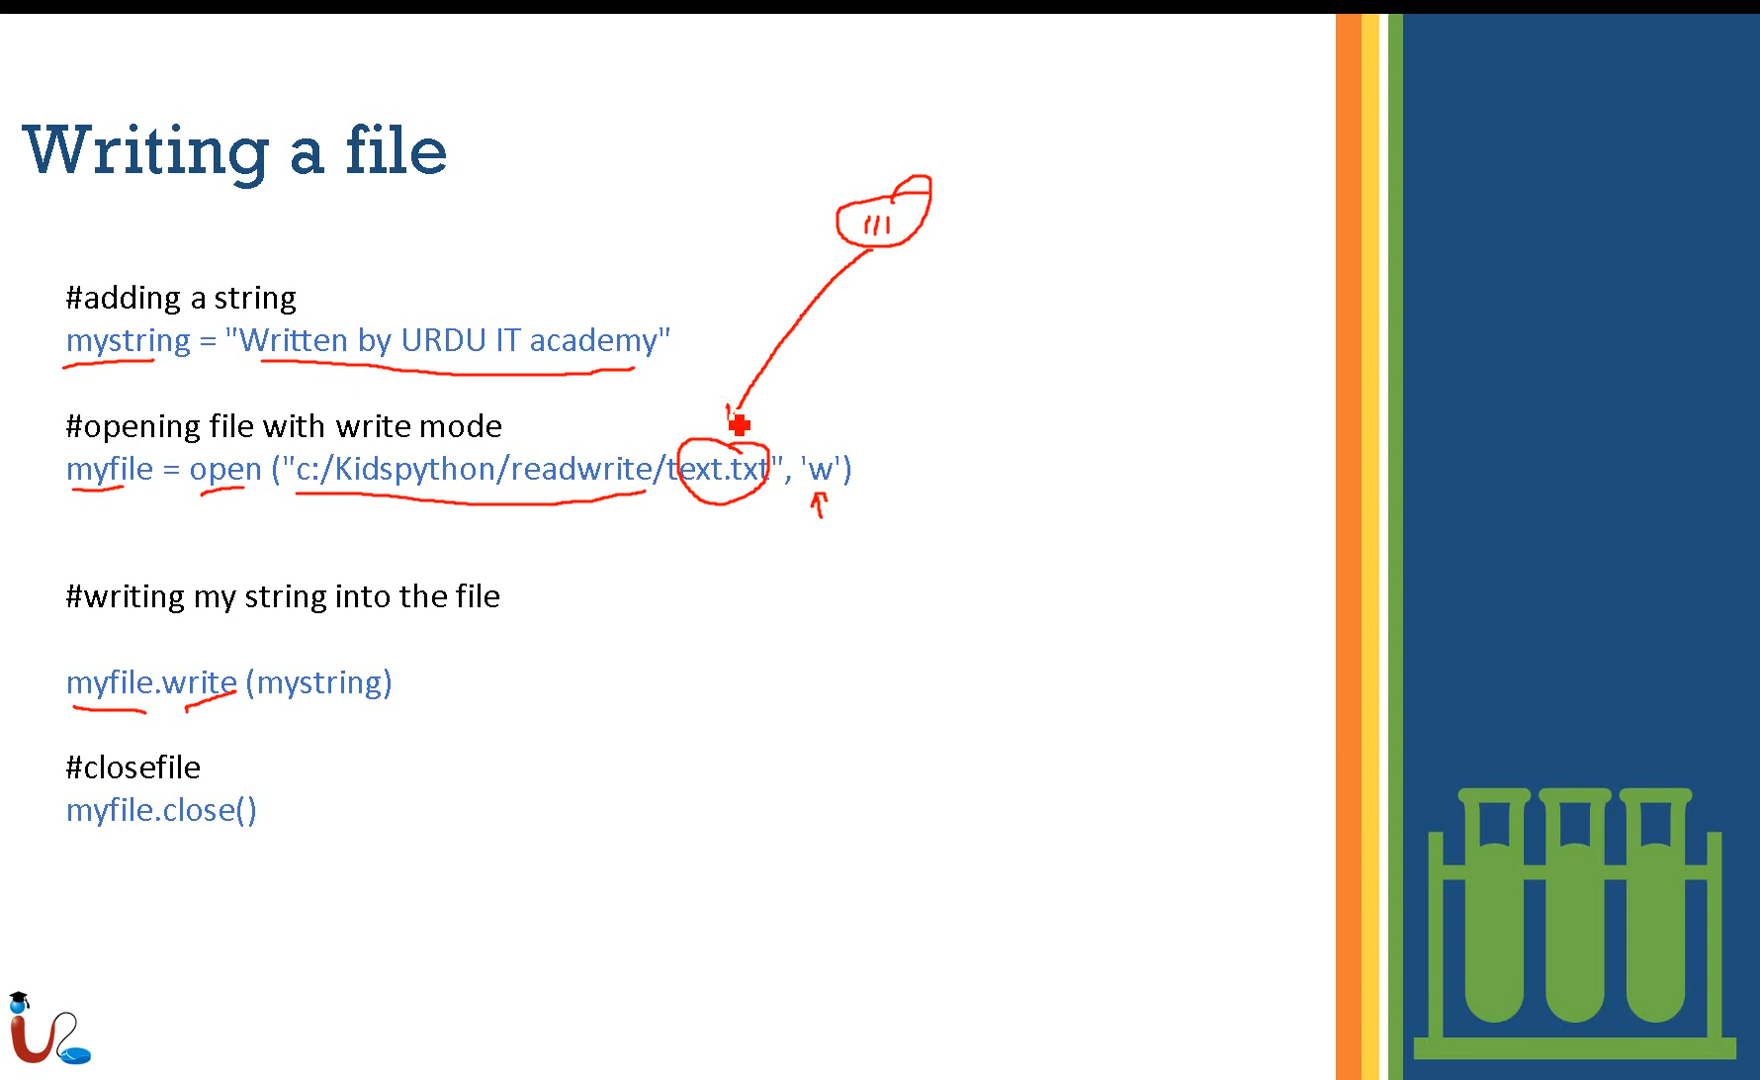 Writing a file
#adding a string
mystring = "Written by URDU IT academy"
#opening file with write mode
myfile = open ("c:/Kidspython/readwrite/text.txt", 'w')
#writing my string into the file
myfile.write (mystring)
#closefile
myfile.close()